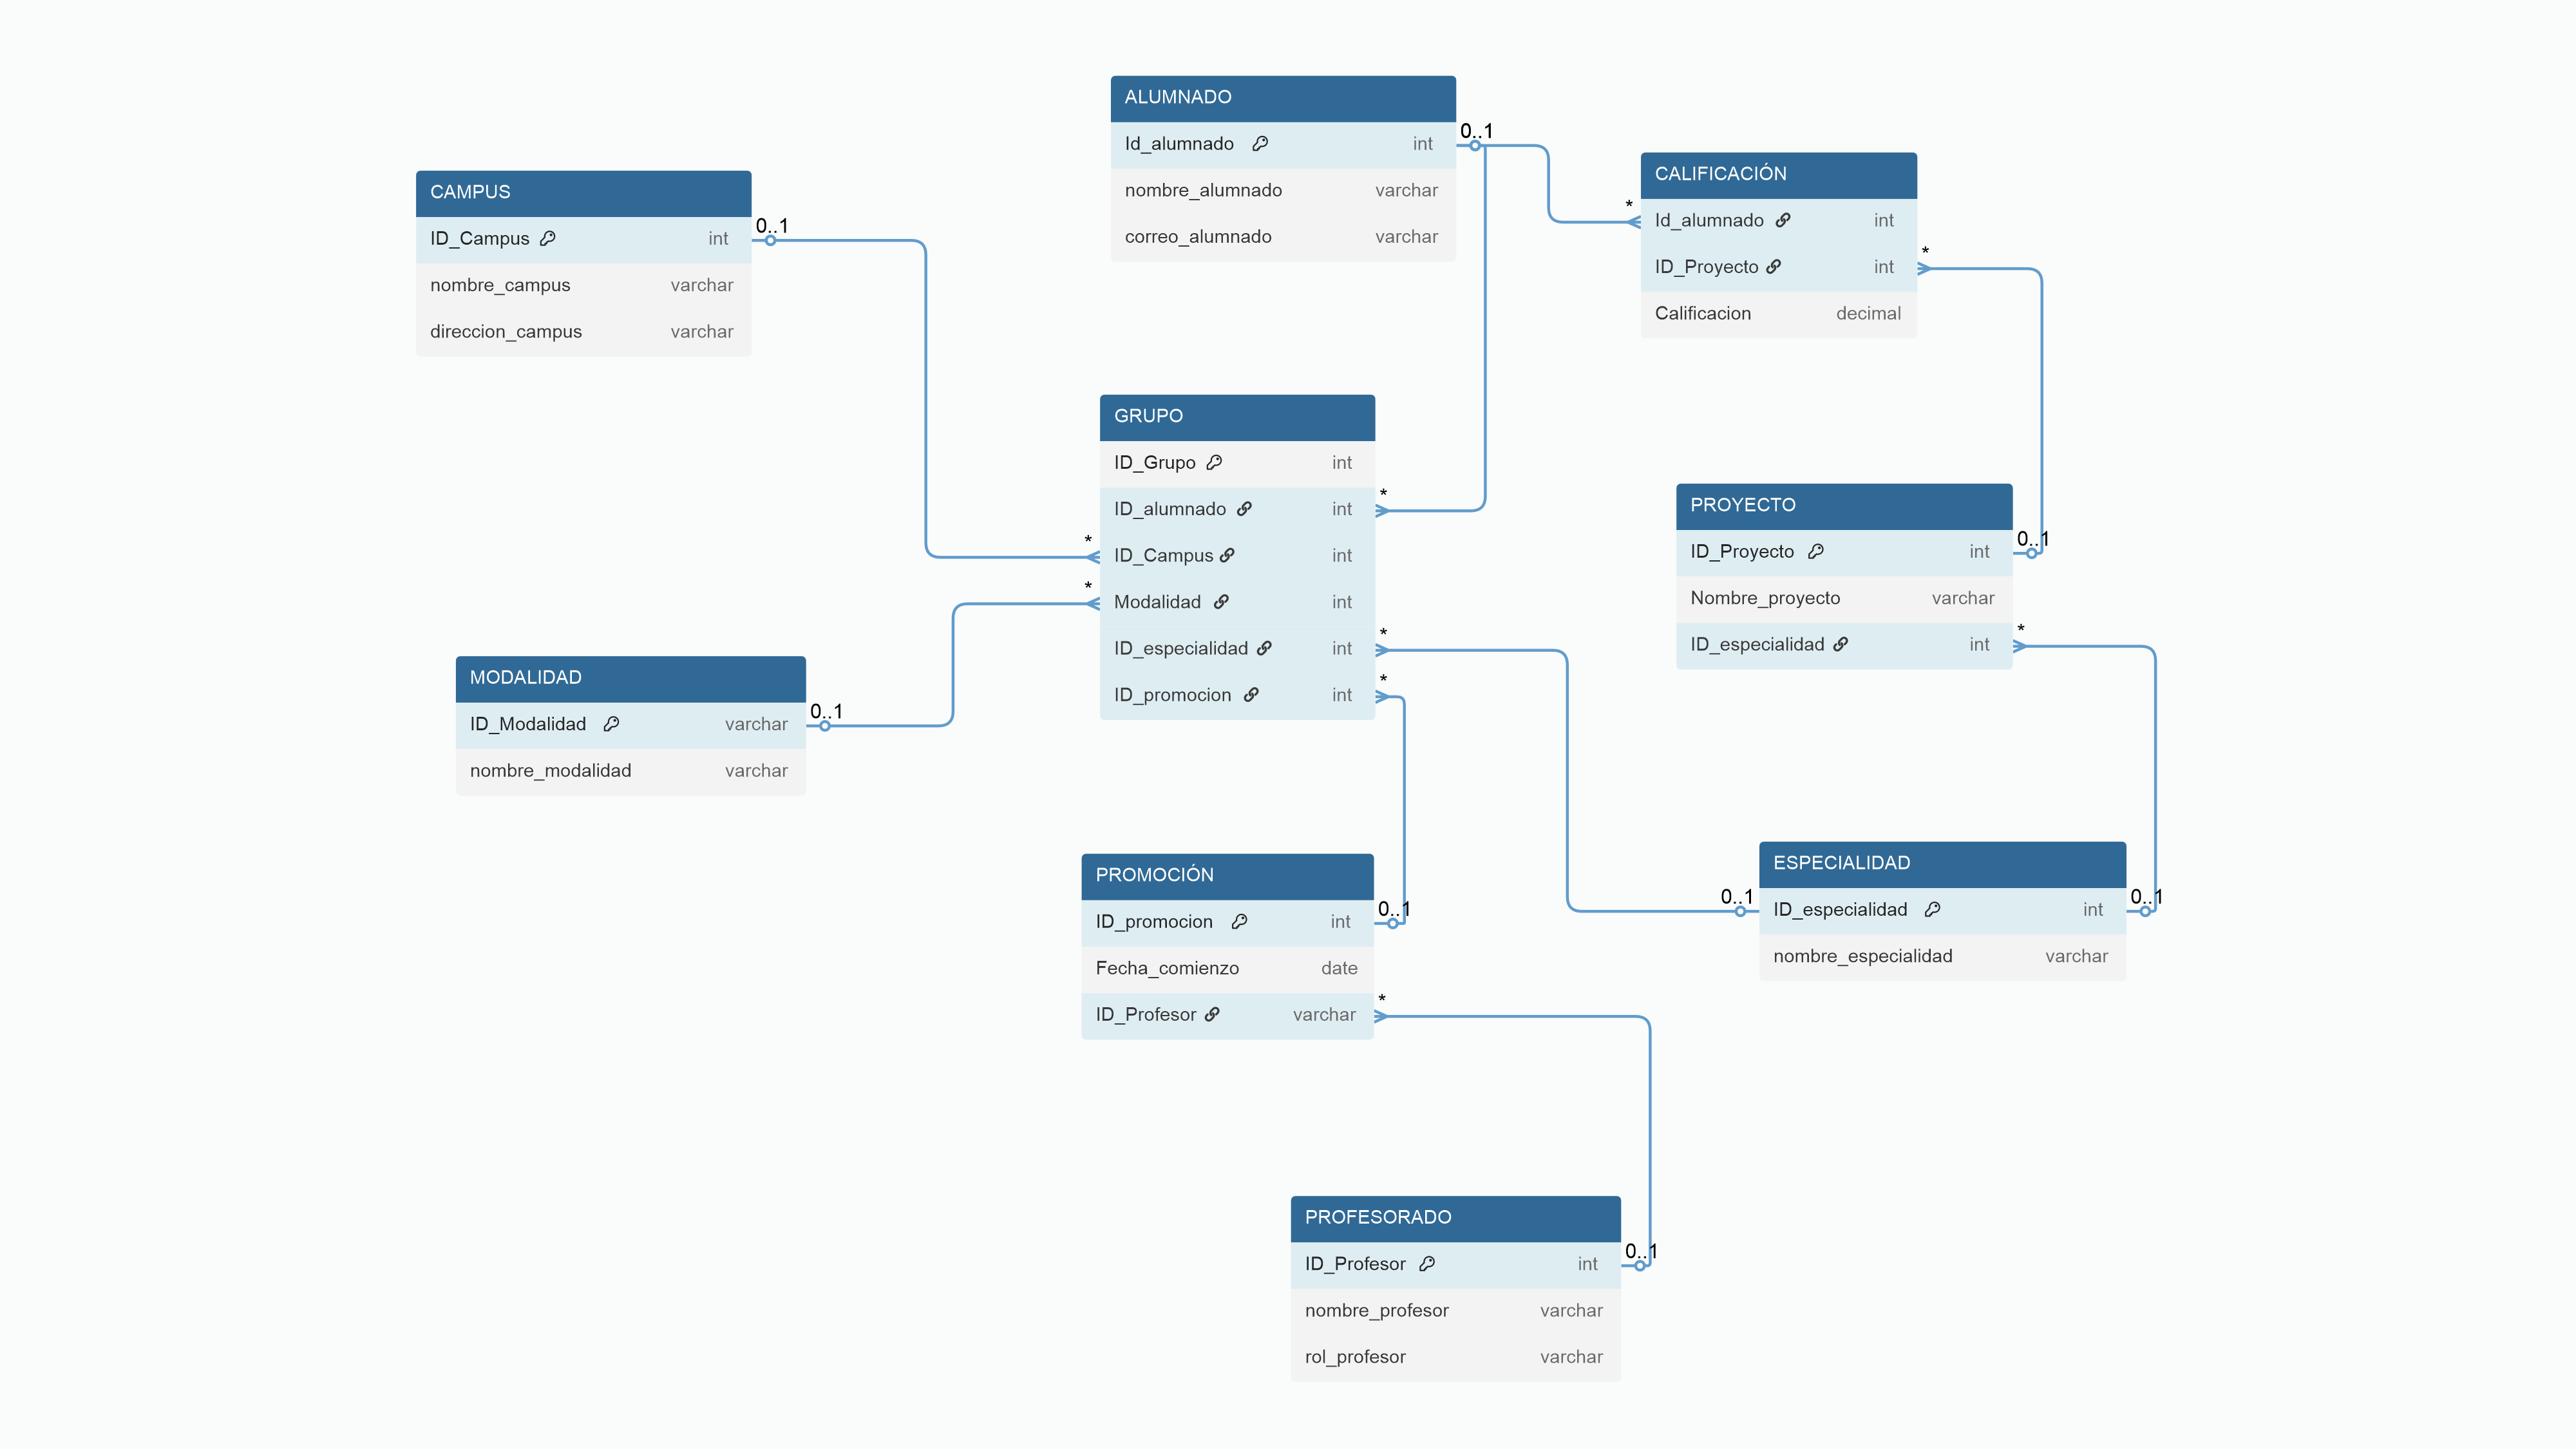 ALUMNADO
Id_alumnado int
nombre_alumnado varchar
correo_alumnado varchar
0..1
*
CALIFICACIÓN
Id_alumnado int
ID_Proyecto int
Calificacion decimal
*
CAMPUS
ID_Campus int
nombre_campus varchar
direccion_campus varchar
0..1
GRUPO
ID_Grupo int
ID_alumnado int
ID_Campus int
Modalidad int
ID_especialidad int
ID_promocion int
*
*
*
*
*
PROYECTO
ID_Proyecto int
Nombre_proyecto varchar
ID_especialidad int
0..1
*
MODALIDAD
ID_Modalidad varchar
nombre_modalidad varchar
0..1
PROMOCIÓN
ID_promocion int
Fecha_comienzo date
ID_Profesor varchar
0..1
*
ESPECIALIDAD
ID_especialidad int
nombre_especialidad varchar
0..1
0..1
PROFESORADO
ID_Profesor int
nombre_profesor varchar
rol_profesor varchar
0..1